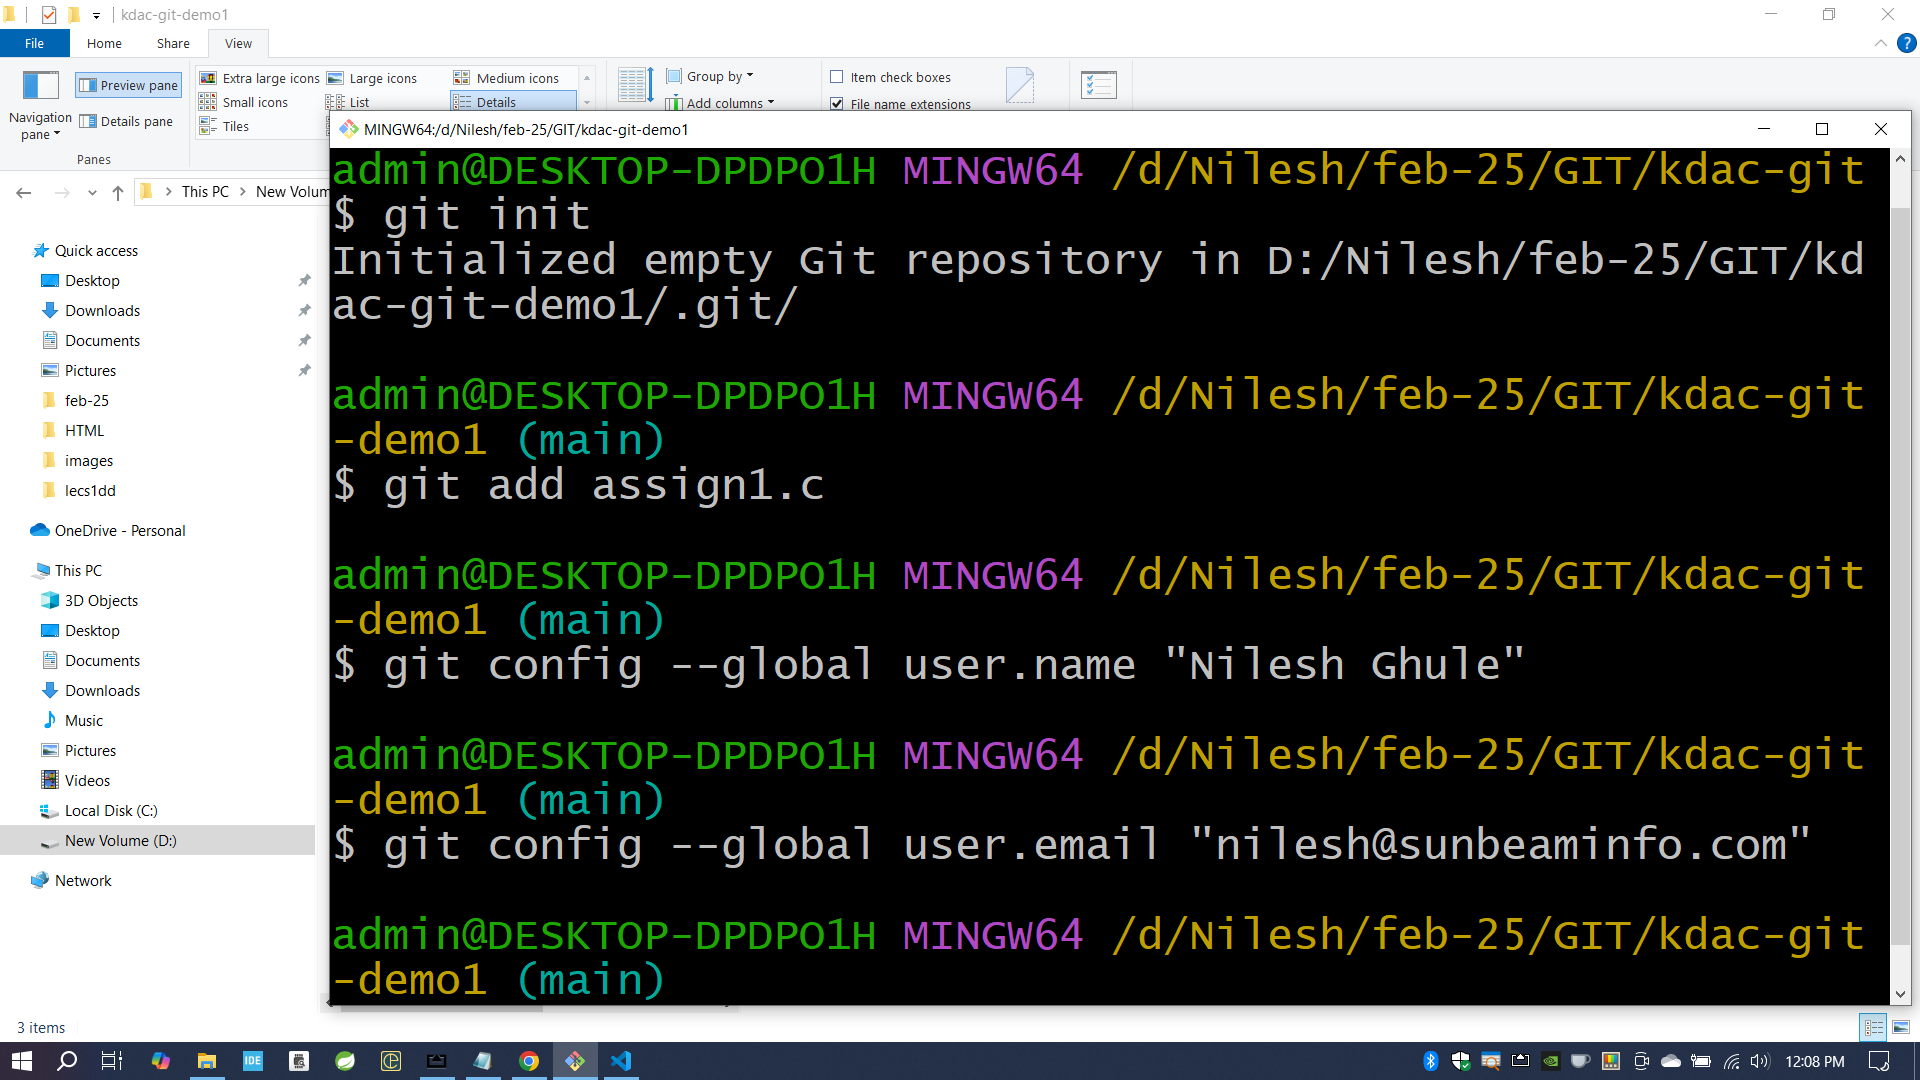 kdac-git-demo1
File Home Share View
Extra large icons Large icons Medium icons
Small icons List Details
Tiles
Preview pane
Navigation pane
Details pane
Panes
Group by
Add columns
Item check boxes
File name extensions
This PC New Volum
MINGW64:/d/Nilesh/feb-25/GIT/kdac-git-demo1
admin@DESKTOP-DPDPO1H MINGW64 /d/Nilesh/feb-25/GIT/kdac-git
$ git init
Initialized empty Git repository in D:/Nilesh/feb-25/GIT/kd
ac-git-demo1/.git/
admin@DESKTOP-DPDPO1H MINGW64 /d/Nilesh/feb-25/GIT/kdac-git
-demo1 (main)
$ git add assign1.c
admin@DESKTOP-DPDPO1H MINGW64 /d/Nilesh/feb-25/GIT/kdac-git
-demo1 (main)
$ git config --global user.name "Nilesh Ghule"
admin@DESKTOP-DPDPO1H MINGW64 /d/Nilesh/feb-25/GIT/kdac-git
-demo1 (main)
$ git config --global user.email "nilesh@sunbeaminfo.com"
admin@DESKTOP-DPDPO1H MINGW64 /d/Nilesh/feb-25/GIT/kdac-git
-demo1 (main)
Quick access
Desktop
Downloads
Documents
Pictures
feb-25
HTML
images
lecs1dd
OneDrive - Personal
This PC
3D Objects
Desktop
Documents
Downloads
Music
Pictures
Videos
Local Disk (C:)
New Volume (D:)
Network
3 items
IDE
12:08 PM